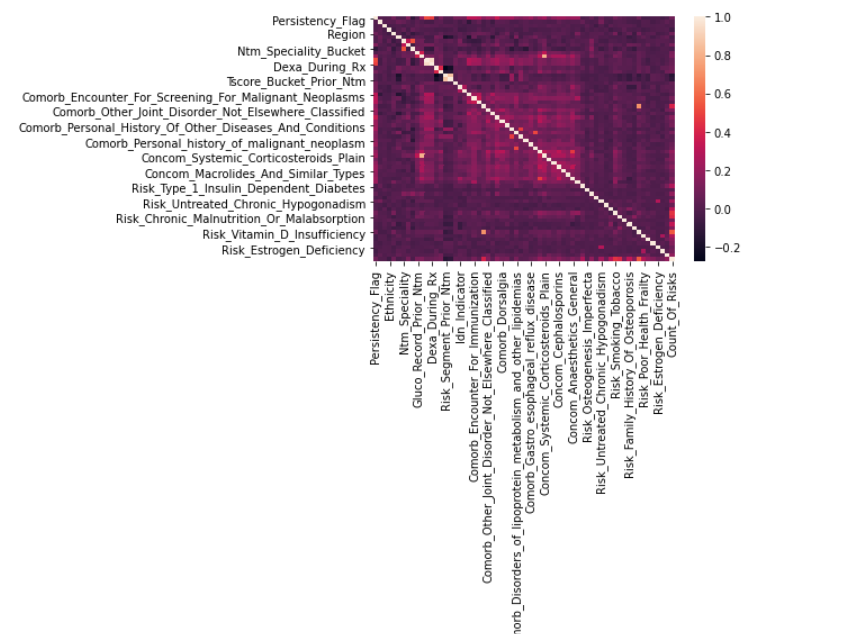 Persistency_Flag
Region
Ntm_Speciality_Bucket
Dexa_During_Rx
Tscore_Bucket_Prior_Ntm
Comorb_Encounter_For_Screening_For_Malignant_Neoplasms
Comorb_Other_Joint_Disorder_Not_Elsewhere_Classified
Comorb_Personal_History_Of_Other_Diseases_And_Conditions
Comorb_Personal_history_of_malignant_neoplasm
Concom_Systemic_Corticosteroids_Plain
Concom_Macrolides_And_Similar_Types
Risk_Type_1_Insulin_Dependent_Diabetes
Risk_Untreated_Chronic_Hypogonadism
Risk_Chronic_Malnutrition_Or_Malabsorption
Risk_Vitamin_D_Insufficiency
Risk_Estrogen_Deficiency
1.0
0.8
0.6
0.4
0.2
0.0
−0.2
Persistency_Flag
Ethnicity
Ntm_Speciality
Gluco_Record_Prior_Ntm
Dexa_During_Rx
Risk_Segment_Prior_Ntm
Idn_Indicator
Comorb_Encounter_For_Immunization
Comorb_Other_Joint_Disorder_Not_Elsewhere_Classified
Comorb_Dorsalgia
morb_Disorders_of_lipoprotein_metabolism_and_other_lipidemias
Comorb_Gastro_esophageal_reflux_disease
Concom_Systemic_Corticosteroids_Plain
Concom_Cephalosporins
Concom_Anaesthetics_General
Risk_Osteogenesis_Imperfecta
Risk_Untreated_Chronic_Hypogonadism
Risk_Smoking_Tobacco
Risk_Family_History_Of_Osteoporosis
Risk_Poor_Health_Frailty
Risk_Estrogen_Deficiency
Count_Of_Risks